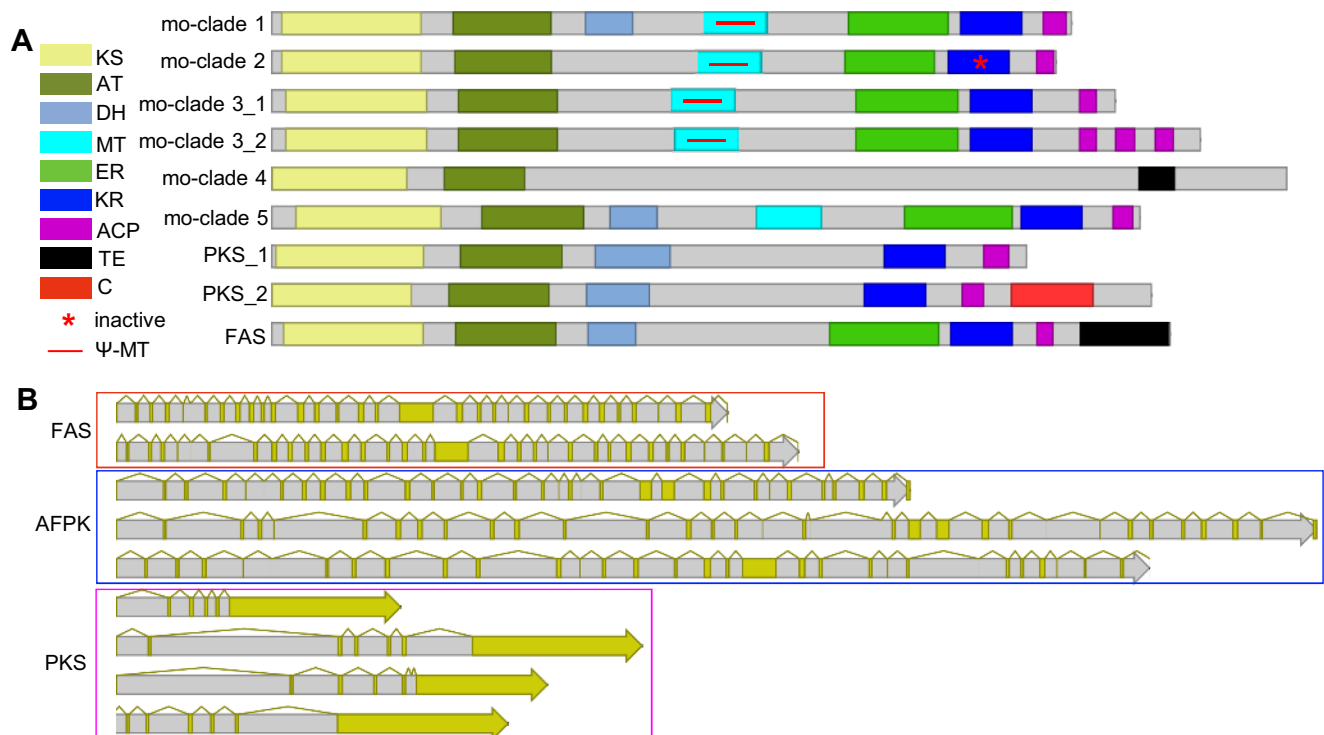 A
KS
AT
DH
MT
ER
KR
ACP
TE
C
* inactive
Ψ-MT
mo-clade 1
mo-clade 2
*
mo-clade 3_1
mo-clade 3_2
mo-clade 4
mo-clade 5
PKS_1
PKS_2
FAS
B
FAS
AFPK
PKS